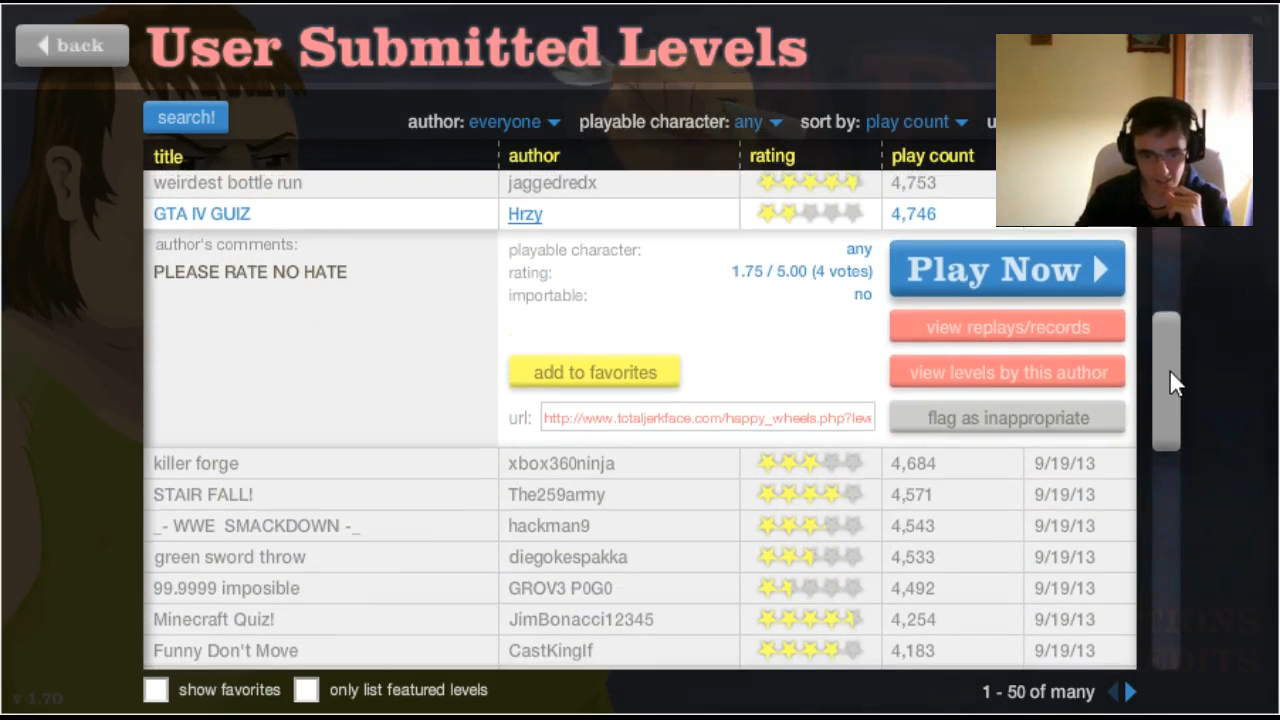 back
User Submitted Levels
search!
author: everyone playable character: any sort by: play count u
title author rating play count
weirdest bottle run jaggedredx 4,753
GTA IV GUIZ Hrzy 4,746
author's comments:
PLEASE RATE NO HATE
playable character: any
rating: 1.75 / 5.00 (4 votes)
importable: no
Play Now
view replays/records
add to favorites
view levels by this author
url: http://www.totaljerkface.com/happy_wheels.php?leve
flag as inappropriate
killer forge xbox360ninja 4,684 9/19/13
STAIR FALL! The259army 4,571 9/19/13
_- WWE SMACKDOWN -_ hackman9 4,543 9/19/13
green sword throw diegokespakka 4,533 9/19/13
99.9999 imposible GROV3 P0G0 4,492 9/19/13
Minecraft Quiz! JimBonacci12345 4,254 9/19/13
Funny Don't Move CastKingIf 4,183 9/19/13
show favorites only list featured levels
1 - 50 of many
v 1.70